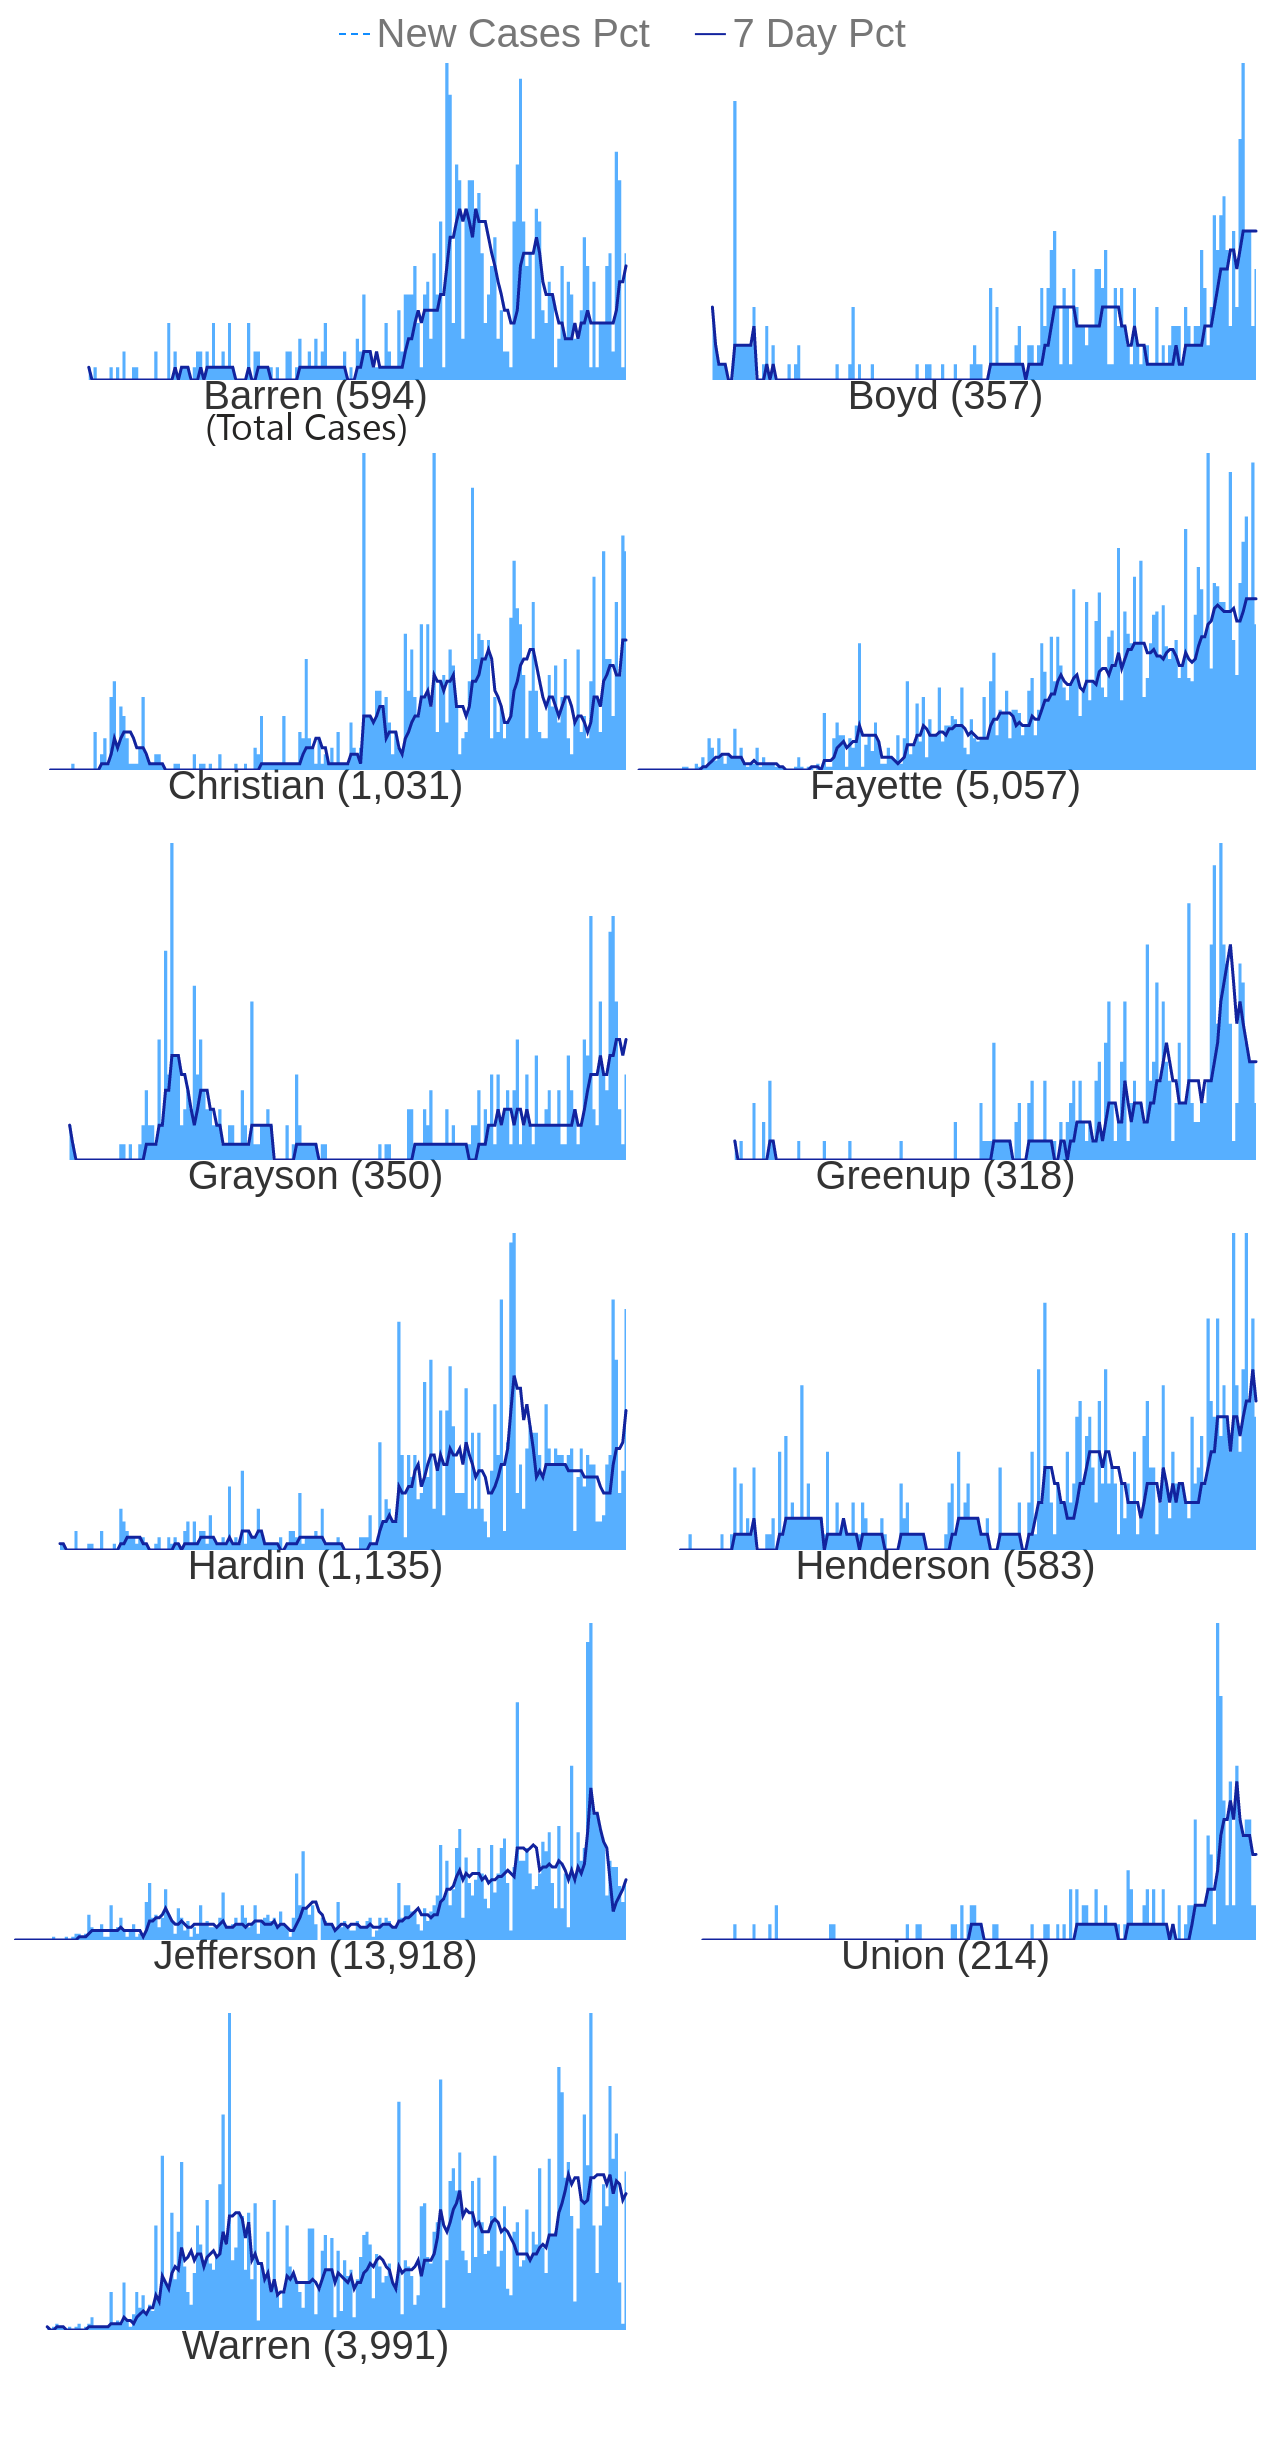 New Cases Pct 7 Day Pct
Barren (594) Boyd (357)
(Total Cases)
Christian (1,031) Fayette (5,057)
Grayson (350) Greenup (318)
Hardin (1,135) Henderson (583)
Jefferson (13,918) Union (214)
Warren (3,991)